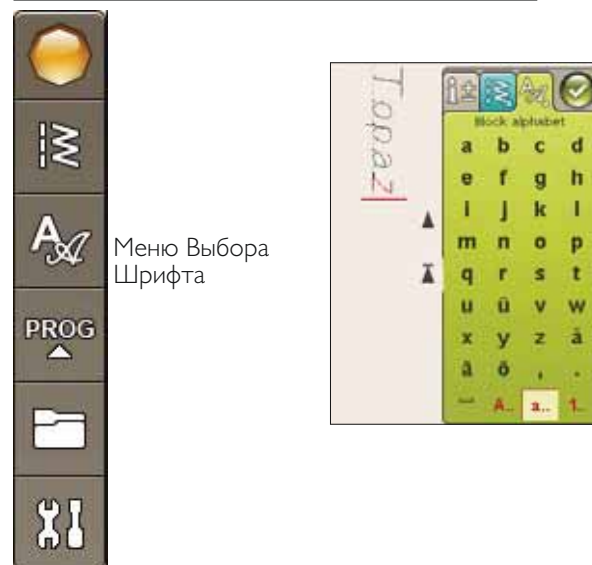 PROG
Меню Выбора
Шрифта
Topaz
Block alphabet
a b c d
e f g h
i j k l
m n o p
q r s t
u ü v w
x y z å
ä ö , .
A.. a.. 1..